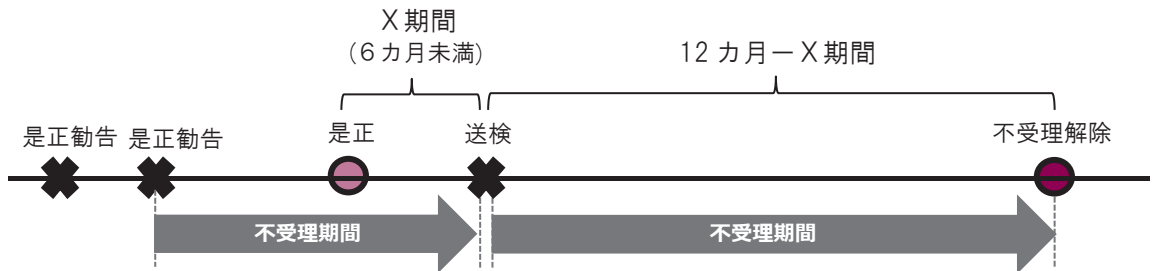 X期間
(6カ月未満)
12カ月－X期間
是正勧告
是正勧告
是正
送検
不受理解除
不受理期間
不受理期間